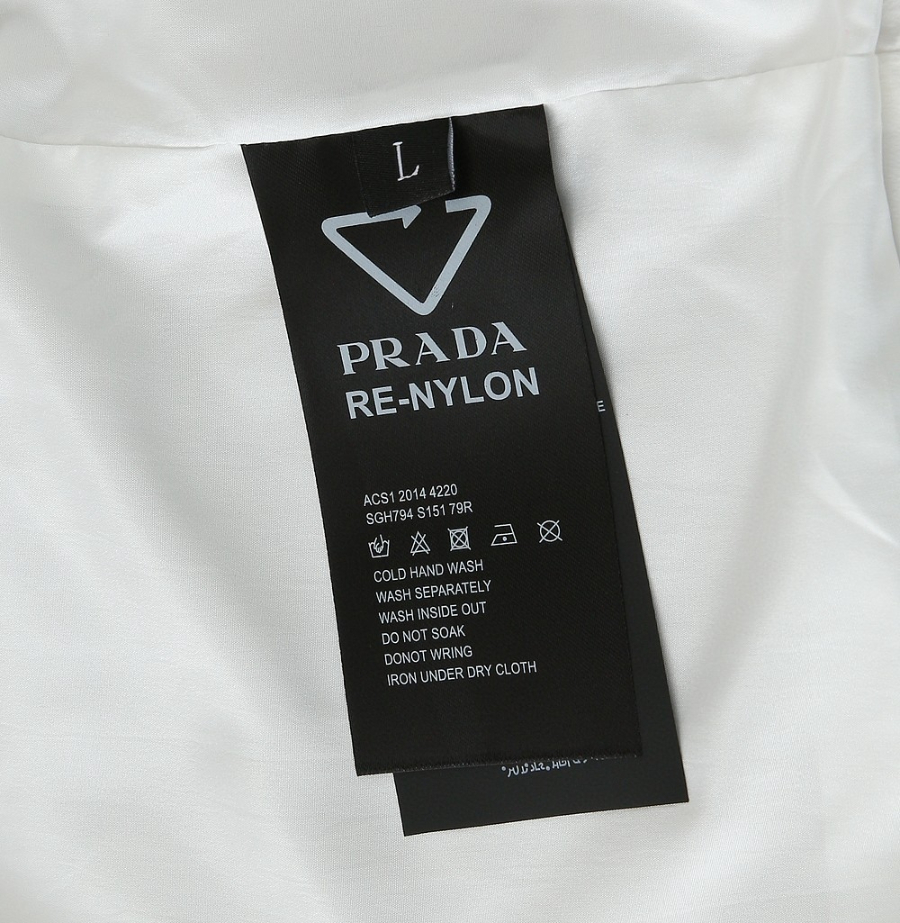 L
PRADA
RE-NYLON
E
ACS1 2014 4220
SGH794 S151 79R
COLD HAND WASH
WASH SEPARATELY
WASH INSIDE OUT
DO NOT SOAK
DONOT WRING
IRON UNDER DRY CLOTH